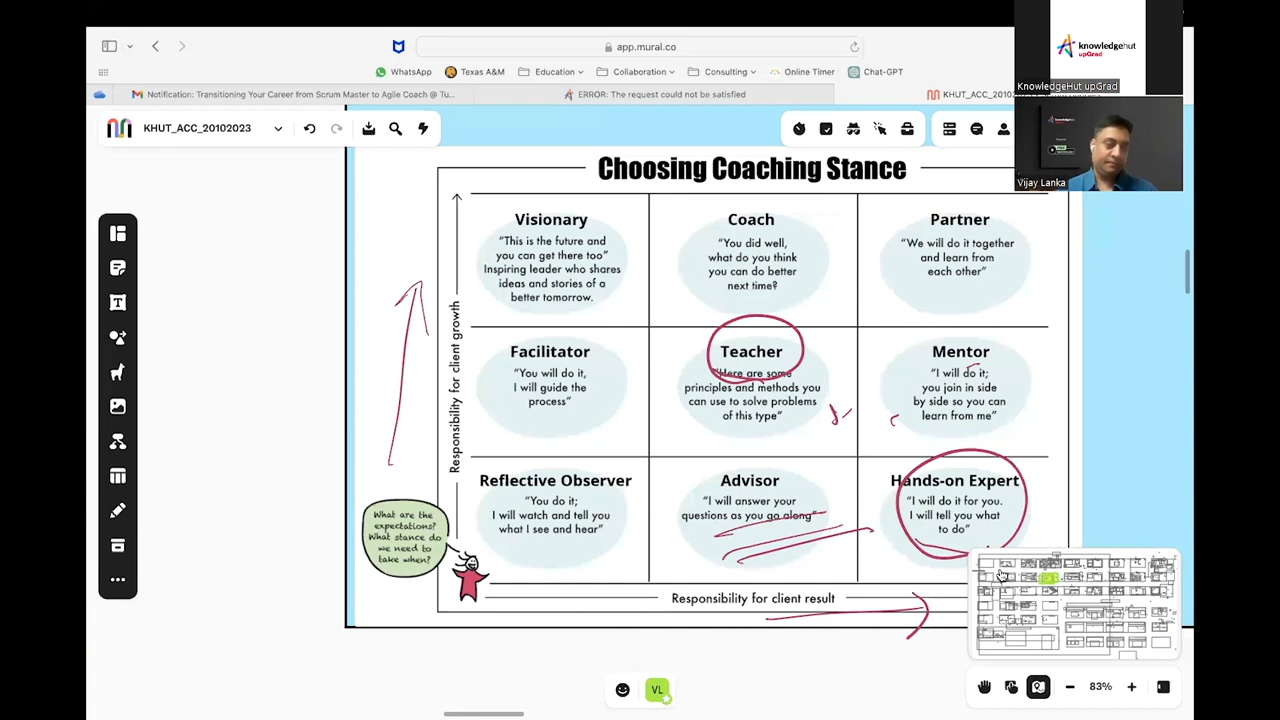 knowledgehut
upGrad
KnowledgeHut upGrad
app.mural.co
WhatsApp
Texas A&M
Education
Collaboration
Consulting
Online Timer
Chat-GPT
Notification: Transitioning Your Career from Scrum Master to Agile Coach @ Tu...
ERROR: The request could not be satisfied
KHUT_ACC_20102023
KHUT_ACC_20102023
Vijay Lanka
Choosing Coaching Stance
Visionary
"This is the future and
you can get there too"
Inspiring leader who shares
ideas and stories of a
better tomorrow.
Coach
"You did well,
what do you think
you can do better
next time?
Partner
"We will do it together
and learn from
each other"
Facilitator
"You will do it,
I will guide the
process"
Teacher
"Here are some
principles and methods you
can use to solve problems
of this type"
Mentor
"I will do it;
you join in side
by side so you can
learn from me"
Reflective Observer
"You do it;
I will watch and tell you
what I see and hear"
Advisor
"I will answer your
questions as you go along"
Hands-on Expert
"I will do it for you.
I will tell you what
to do"
Responsibility for client growth
What are the
expectations?
What stance do
we need to
take when?
Responsibility for client result
VL
83%